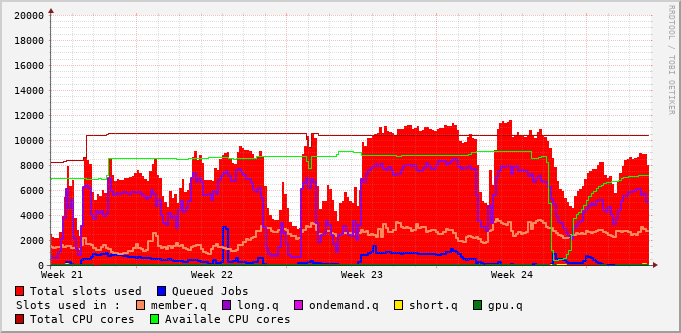 RRDTOOL / TOBI OETIKER
20000
18000
16000
14000
12000
10000
8000
6000
4000
2000
0
Week 21 Week 22 Week 23 Week 24
Total slots used Queued Jobs
Slots used in : member.q long.q ondemand.q short.q gpu.q
Total CPU cores Availale CPU cores